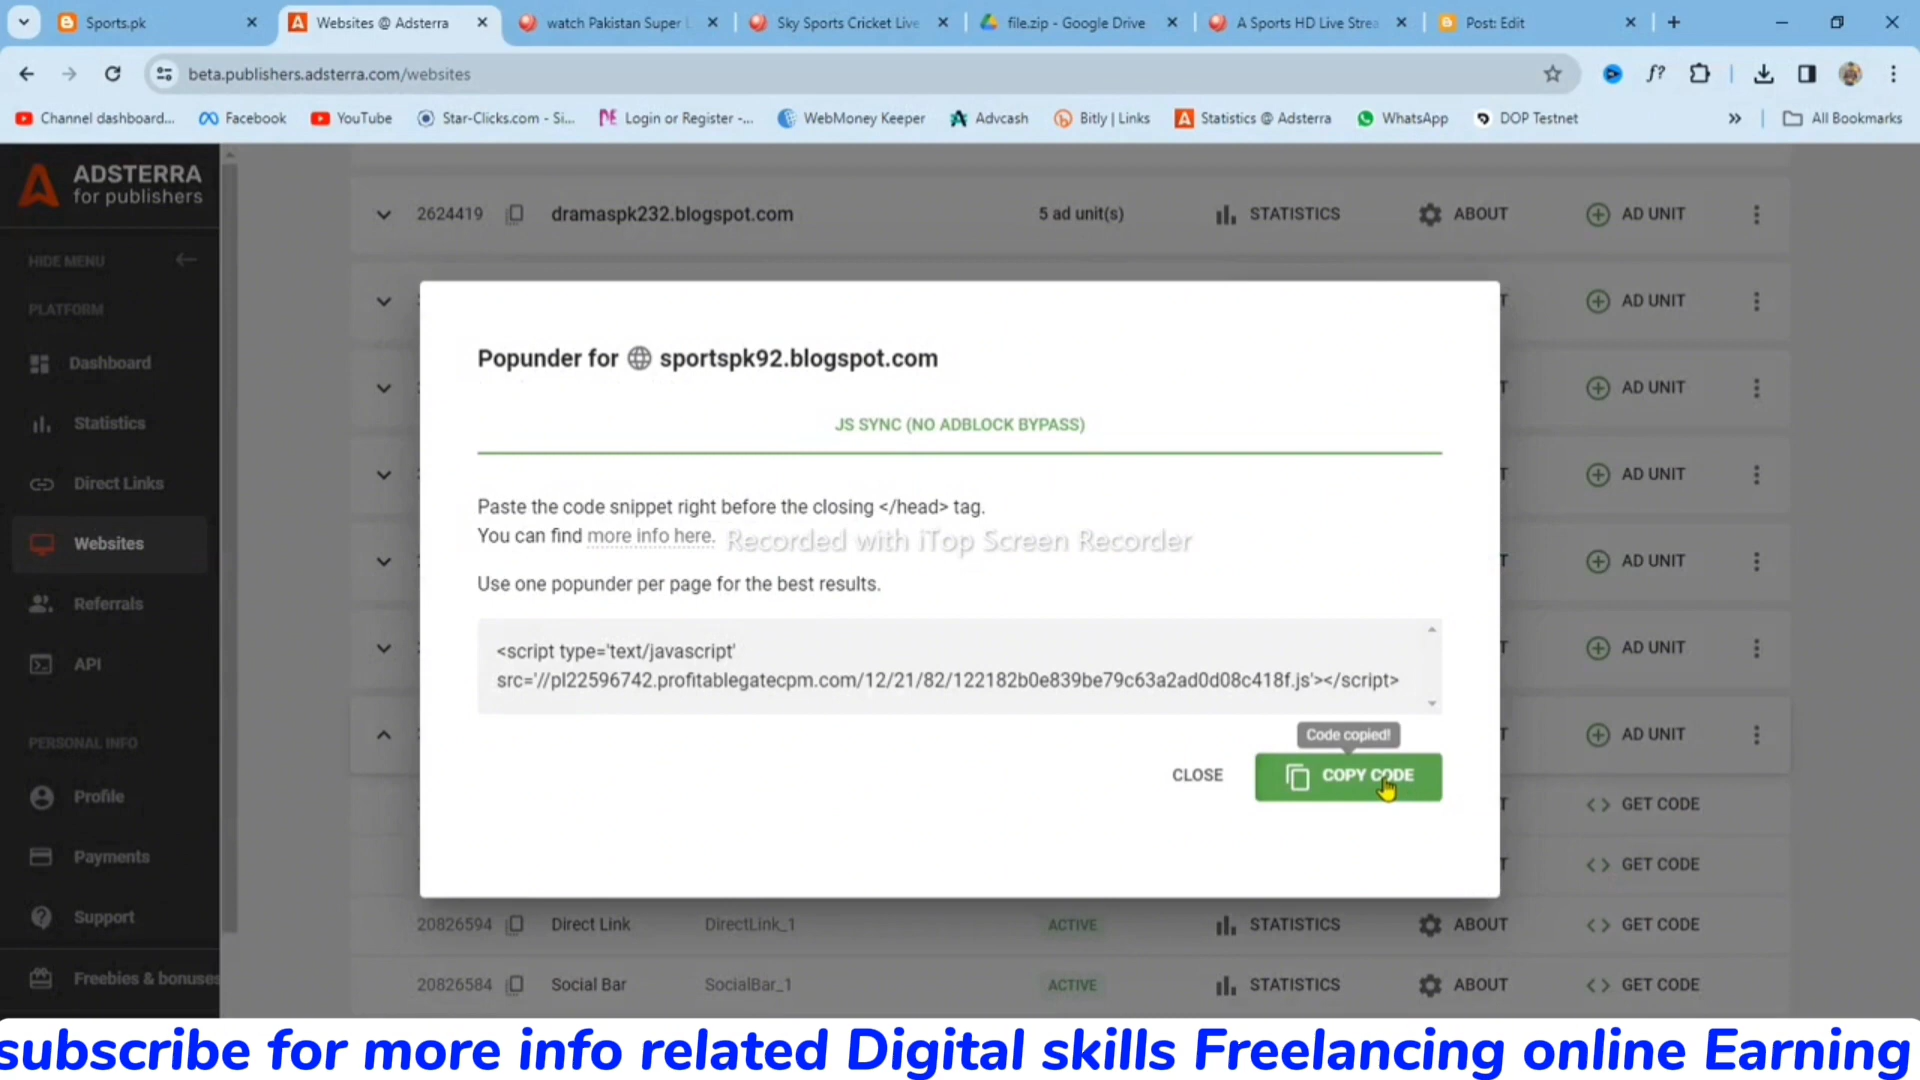 Sports.pk
Websites @ Adsterra
watch Pakistan Super L
Sky Sports Cricket Live
file.zip - Google Drive
A Sports HD Live Strea
Post: Edit
beta.publishers.adsterra.com/websites
f?
Channel dashboard...
Facebook
YouTube
Star-Clicks.com - Si...
Login or Register -...
WebMoney Keeper
Advcash
Bitly | Links
Statistics @ Adsterra
WhatsApp
DOP Testnet
»
All Bookmarks
ADSTERRA
for publishers
HIDE MENU
PLATFORM
Dashboard
Statistics
Direct Links
Websites
Referrals
API
PERSONAL INFO
Profile
Payments
Support
Freebies & bonuses
2624419 dramaspk232.blogspot.com 5 ad unit(s) STATISTICS ABOUT AD UNIT
T AD UNIT
T AD UNIT
T AD UNIT
T AD UNIT
T AD UNIT
T AD UNIT
T GET CODE
T GET CODE
Popunder for sportspk92.blogspot.com
JS SYNC (NO ADBLOCK BYPASS)
Paste the code snippet right before the closing </head> tag.
You can find more info here.
Recorded with iTop Screen Recorder
Use one popunder per page for the best results.
<script type='text/javascript'
src='//pl22596742.profitablegatecpm.com/12/21/82/122182b0e839be79c63a2ad0d08c418f.js'></script>
Code copied!
CLOSE
COPY CODE
20826594 Direct Link DirectLink_1 ACTIVE STATISTICS ABOUT GET CODE
20826584 Social Bar SocialBar_1 ACTIVE STATISTICS ABOUT GET CODE
subscribe for more info related Digital skills Freelancing online Earning